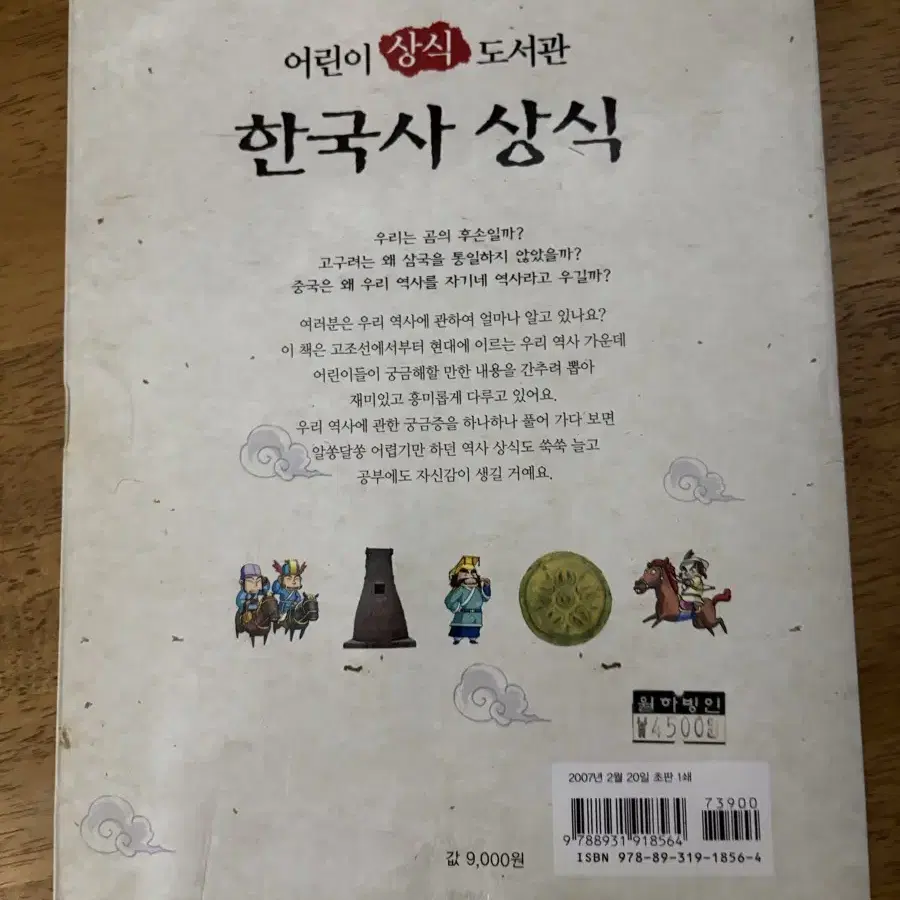 어린이 상식 도서관
한국사 상식
우리는 곰의 후손일까?
고구려는 왜 삼국을 통일하지 않았을까?
중국은 왜 우리 역사를 자기네 역사라고 우길까?
여러분은 우리 역사에 관하여 얼마나 알고 있나요?
이 책은 고조선에서부터 현대에 이르는 우리 역사 가운데
어린이들이 궁금해할 만한 내용을 간추려 뽑아
재미있고 흥미롭게 다루고 있어요.
우리 역사에 관한 궁금증을 하나하나 풀어 가다 보면
알쏭달쏭 어렵기만 하던 역사 상식도 쑥쑥 늘고
공부에도 자신감이 생길 거예요.
월하빙인
₩4500원
2007년 2월 20일 초판 1쇄
73900
9 788931 918564
ISBN 978-89-319-1856-4
값 9,000원